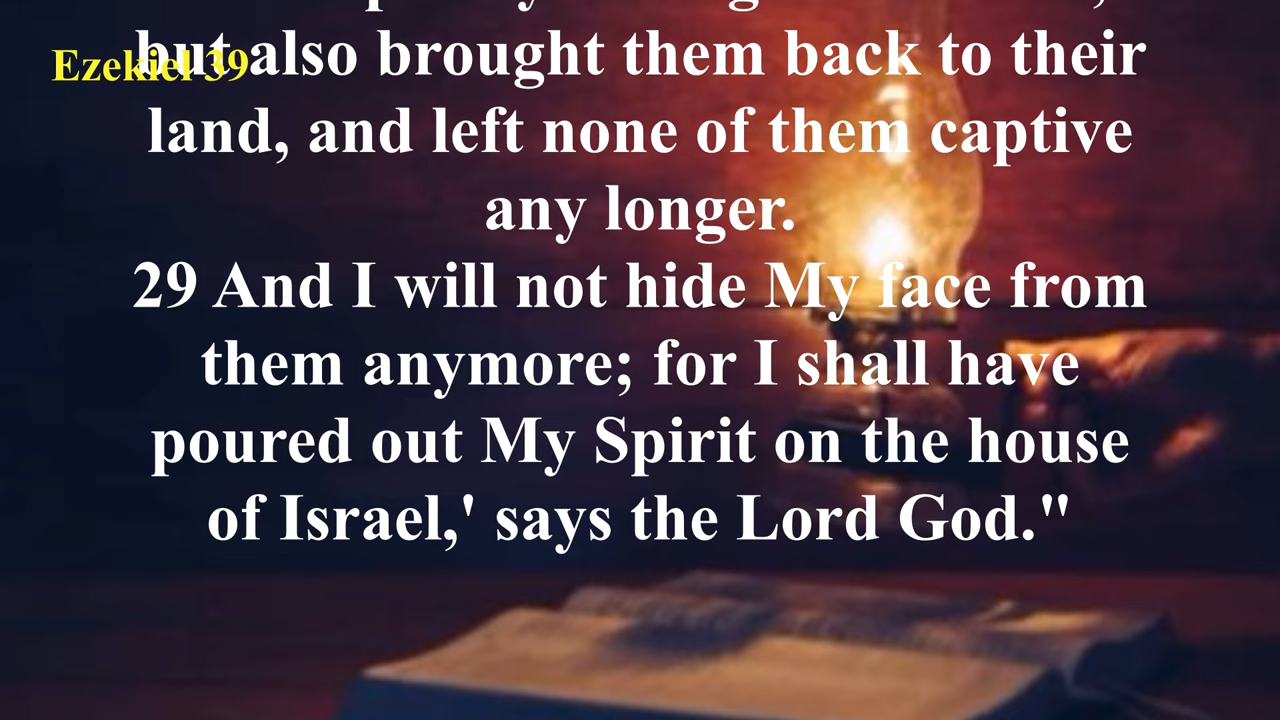 Ezekiel 39
but also brought them back to their
land, and left none of them captive
any longer.
29 And I will not hide My face from
them anymore; for I shall have
poured out My Spirit on the house
of Israel,' says the Lord God."